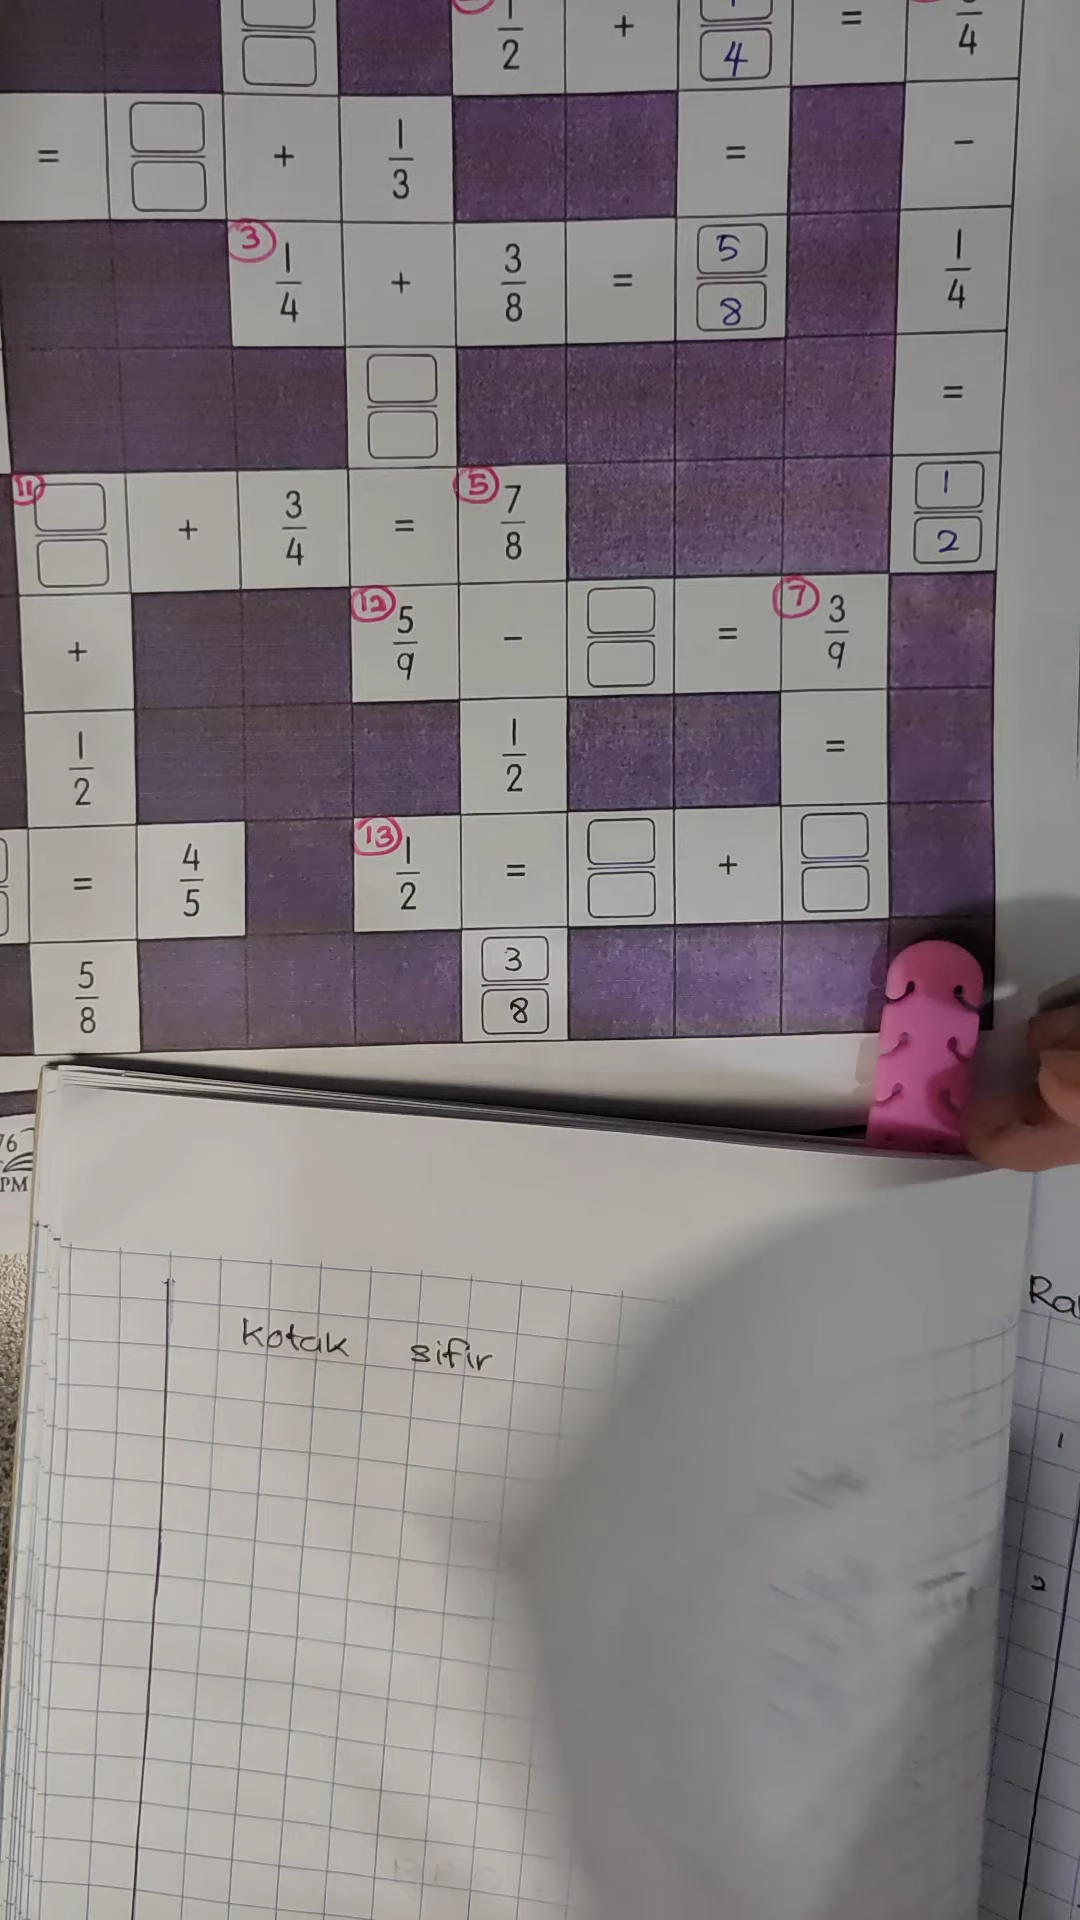 1/2 + /4 = /4
= + 1/3 = -
3 1/4 + 3/8 = 5/8 1/4
=
11 + 3/4 = 5 7/8 1/2
+ 12 5/9 - = 7 3/9
1/2 1/2 =
= 4/5 13 1/2 = +
5/8 3/8
76
PM
kotak sifir
1
2